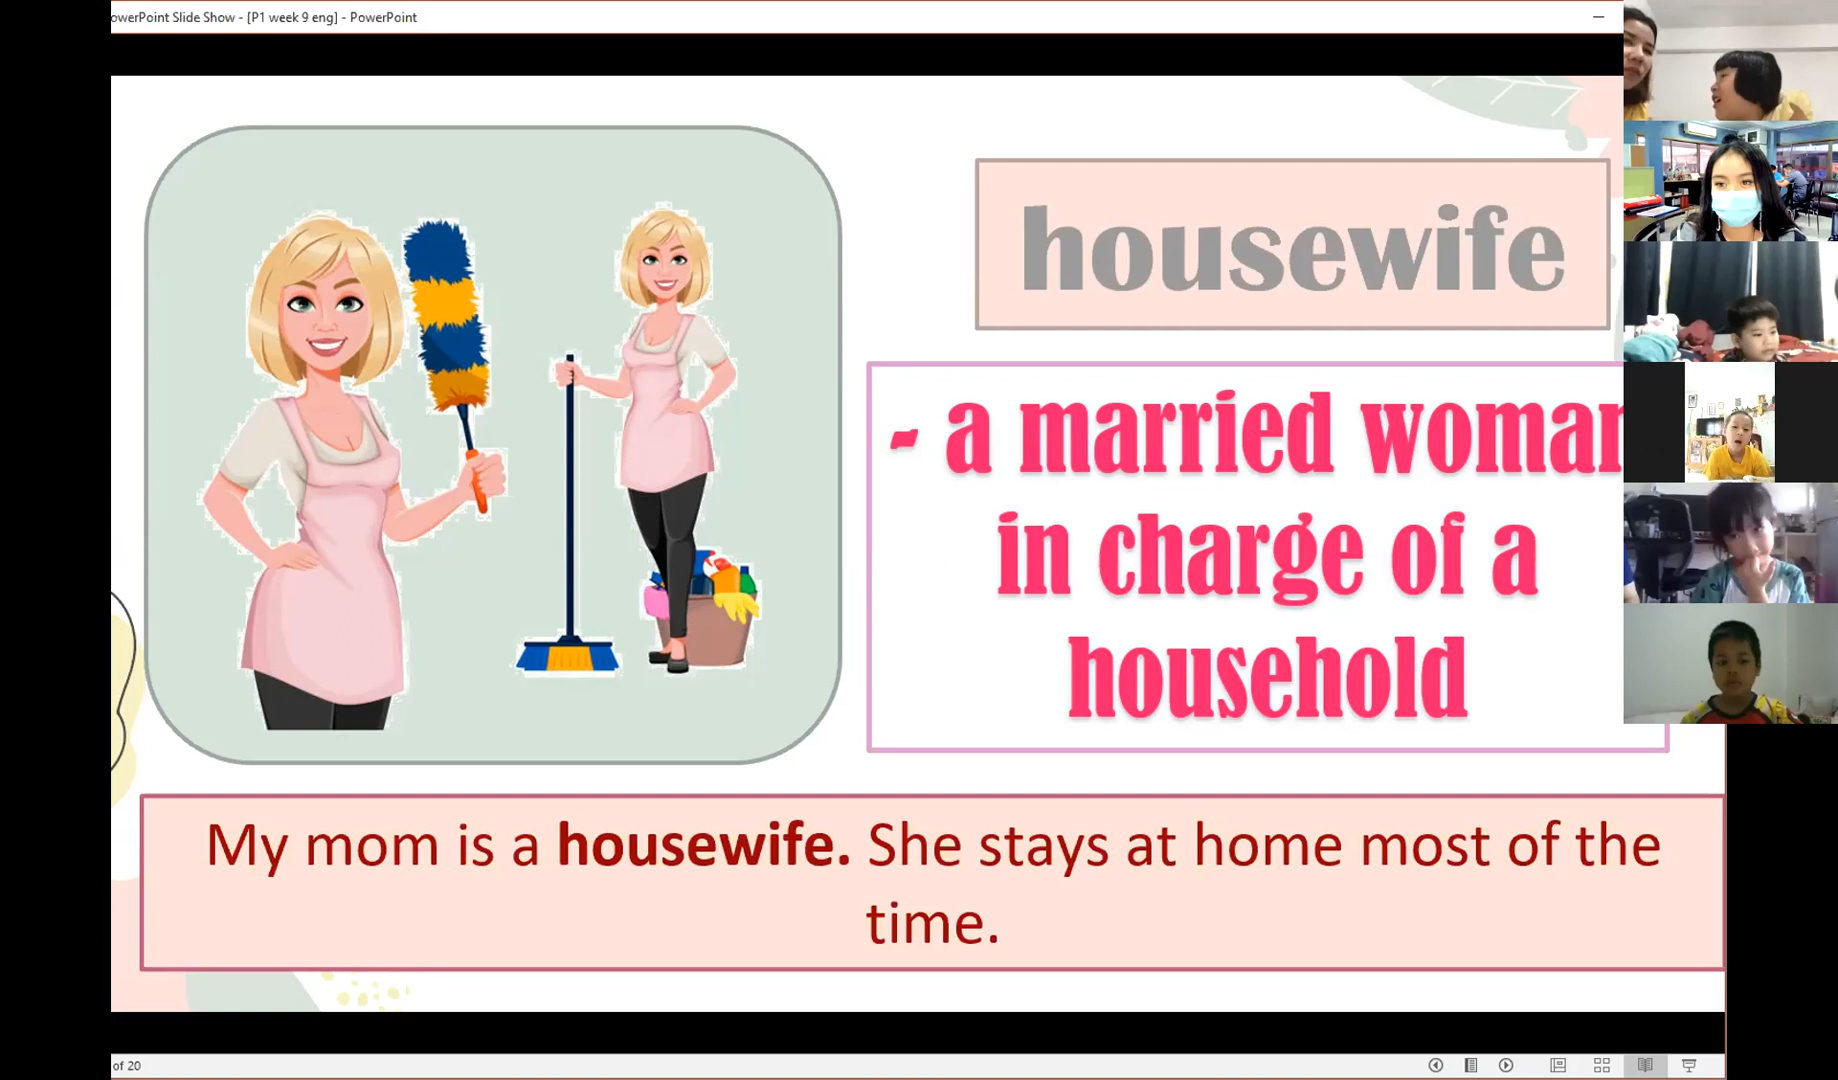 owerPoint Slide Show - [P1 week 9 eng] - PowerPoint
housewife
- a married woman
in charge of a
household
My mom is a housewife. She stays at home most of the
time.
of 20